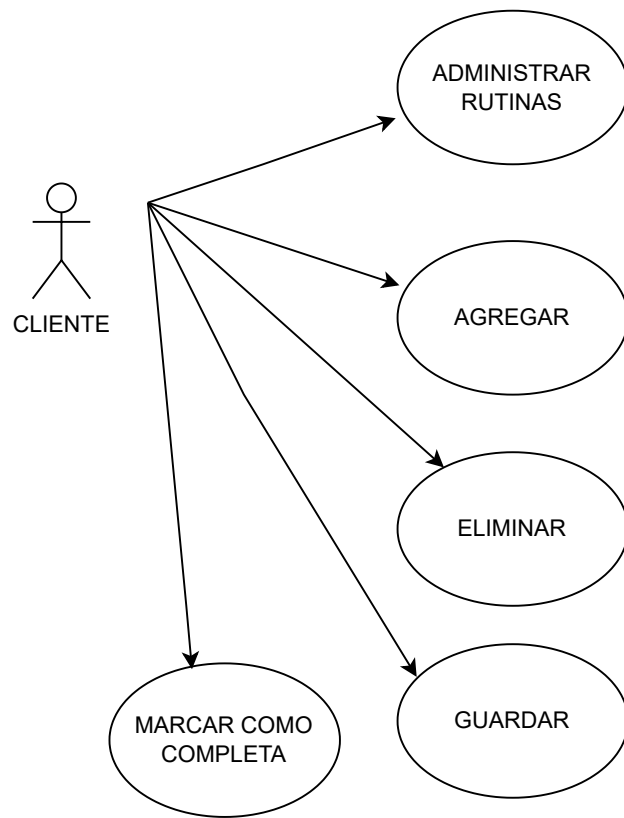 ADMINISTRAR
RUTINAS
CLIENTE
AGREGAR
ELIMINAR
GUARDAR
MARCAR COMO
COMPLETA